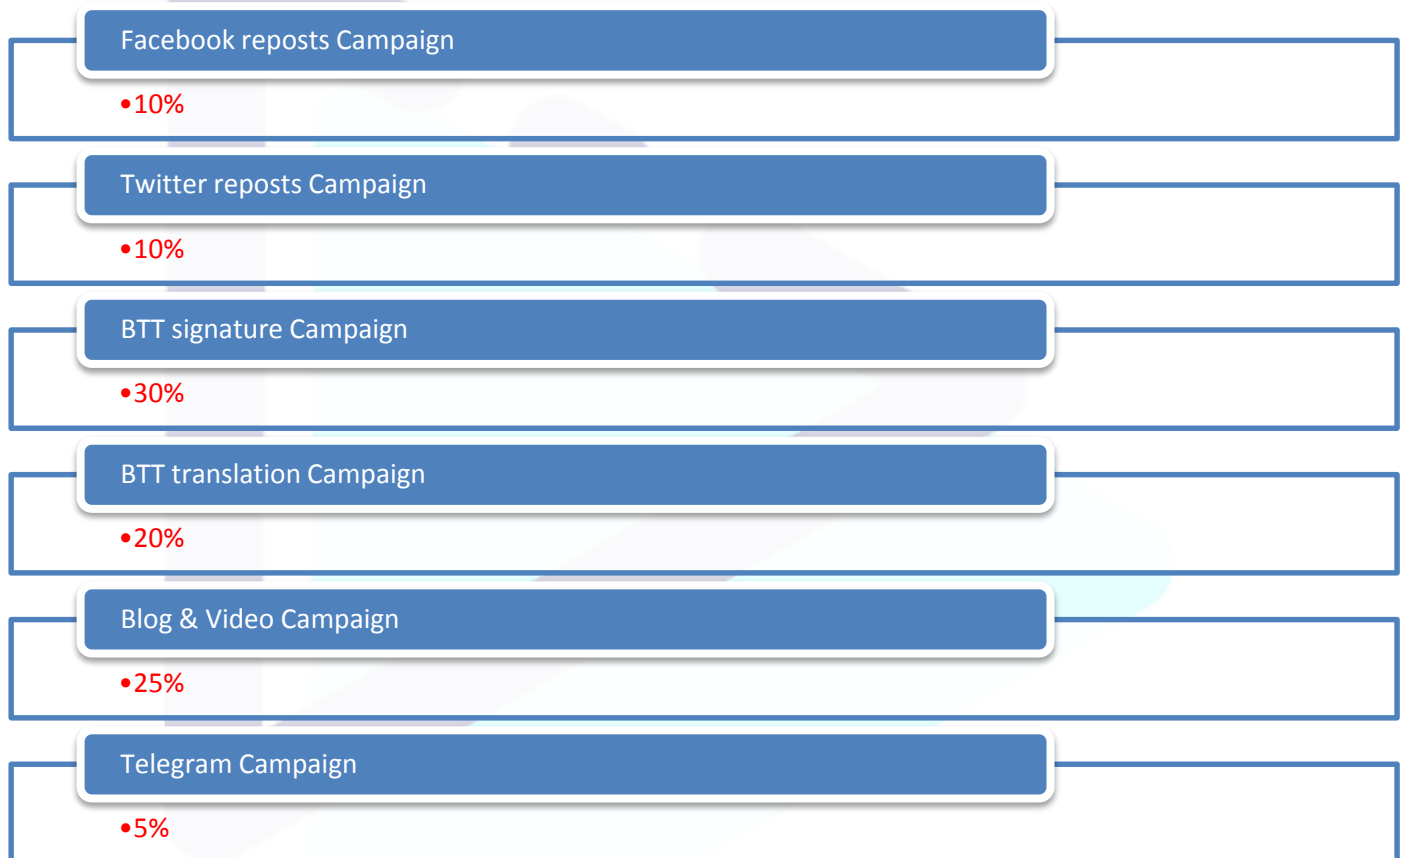 Facebook reposts Campaign
•10%
Twitter reposts Campaign
•10%
BTT signature Campaign
•30%
BTT translation Campaign
•20%
Blog & Video Campaign
•25%
Telegram Campaign
•5%